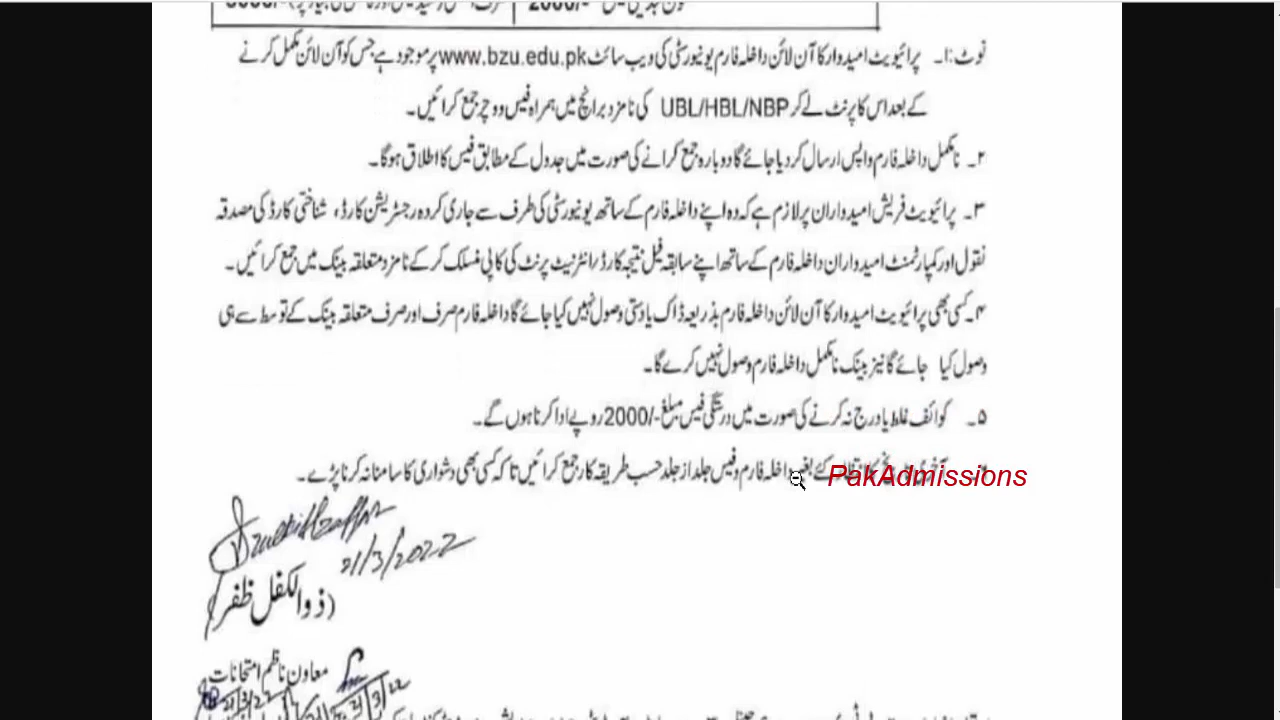 2000/-
نوٹ:۱۔ پرائیویٹ امیدوار کا آن لائن داخلہ فارم یونیورسٹی کی ویب سائٹ www.bzu.edu.pk پر موجود ہے جس کو آن لائن مکمل کرنے
کے بعد اس کا پرنٹ لے کر UBL/HBL/NBP کی نامزد برانچ میں ہمراہ فیس ووچر جمع کرائیں۔
۲۔ نامکمل داخلہ فارم واپس ارسال کر دیا جائے گا دوبارہ جمع کرانے کی صورت میں جدول کے مطابق فیس کا اطلاق ہوگا۔
۳۔ پرائیویٹ فریش امیدواران پر لازم ہے کہ وہ اپنے داخلہ فارم کے ساتھ یونیورسٹی کی طرف سے جاری کردہ رجسٹریشن کارڈ، شناختی کارڈ کی مصدقہ
نقول اور کمپارٹمنٹ امیدواران داخلہ فارم کے ساتھ اپنے سابقہ فیل نتیجہ کارڈ/انٹرنیٹ پرنٹ کی کاپی منسلک کر کے نامزد متعلقہ بینک میں جمع کرائیں۔
۴۔ کسی بھی پرائیویٹ امیدوار کا آن لائن داخلہ فارم بذریعہ ڈاک یا دستی وصول نہیں کیا جائے گا داخلہ فارم صرف اور صرف متعلقہ بینک کے توسط سے ہی
وصول کیا جائے گا نیز بینک نامکمل داخلہ فارم وصول نہیں کرے گا۔
۵۔ کوائف غلط یا درج نہ کرنے کی صورت میں درستگی فیس مبلغ -/2000 روپے ادا کرنا ہوں گے۔
کئے بغیر داخلہ فارم و فیس جلد از جلد حسب طریقہ کار جمع کرائیں تاکہ کسی بھی دشواری کا سامنا نہ کرنا پڑے۔
PakAdmissions
21/3/2022
(ذوالکفل ظفر)
معاون ناظم امتحانات
21/3/22